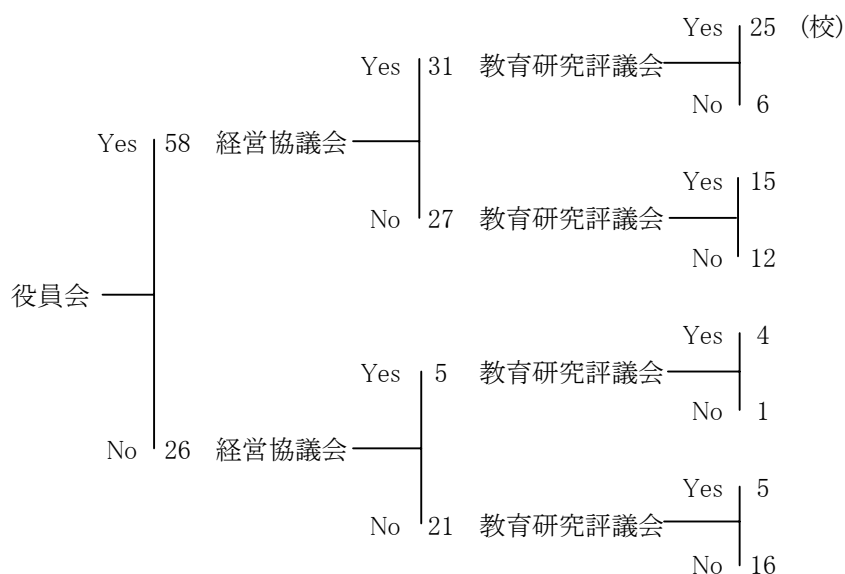 Yes 25 (校)
Yes 31 教育研究評議会
No 6
Yes 58 経営協議会
Yes 15
No 27 教育研究評議会
No 12
役員会
Yes 4
Yes 5 教育研究評議会
No 1
No 26 経営協議会
Yes 5
No 21 教育研究評議会
No 16